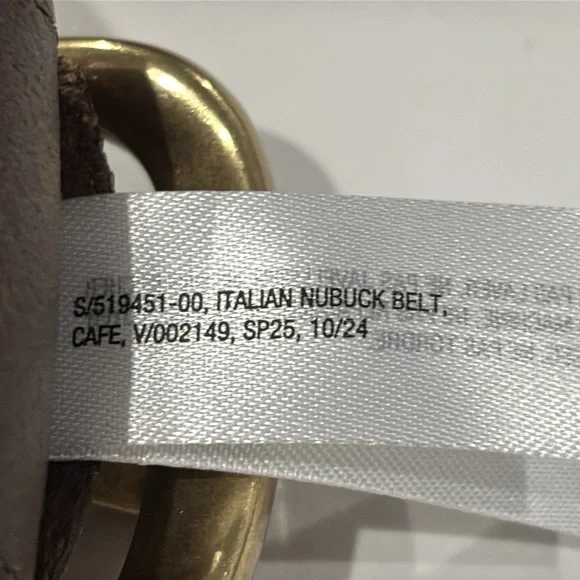 S/519451-00, ITALIAN NUBUCK BELT,
CAFE, V/002149, SP25, 10/24